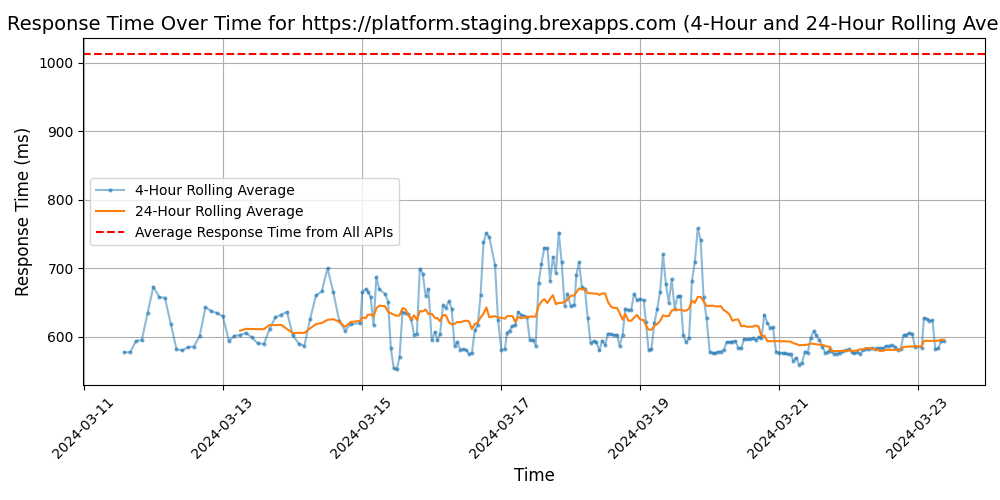 Response Time Over Time for https://platform.staging.brexapps.com (4-Hour and 24-Hour Rolling Ave
Response Time (ms)
1000
900
800
700
600
4-Hour Rolling Average
24-Hour Rolling Average
Average Response Time from All APIs
2024-03-11
2024-03-13
2024-03-15
2024-03-17
2024-03-19
2024-03-21
2024-03-23
Time